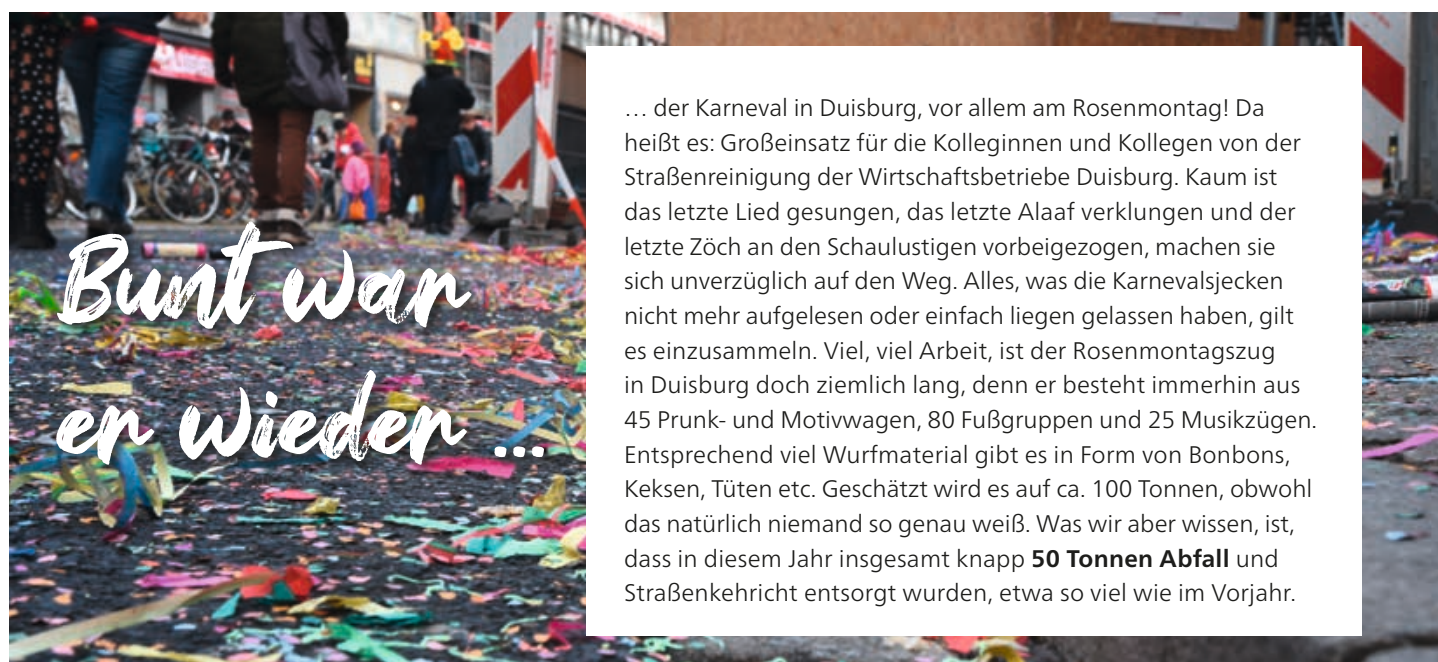 Bunt war
er wieder ...
… der Karneval in Duisburg, vor allem am Rosenmontag! Da
heißt es: Großeinsatz für die Kolleginnen und Kollegen von der
Straßenreinigung der Wirtschaftsbetriebe Duisburg. Kaum ist
das letzte Lied gesungen, das letzte Alaaf verklungen und der
letzte Zöch an den Schaulustigen vorbeigezogen, machen sie
sich unverzüglich auf den Weg. Alles, was die Karnevalsjecken
nicht mehr aufgelesen oder einfach liegen gelassen haben, gilt
es einzusammeln. Viel, viel Arbeit, ist der Rosenmontagszug
in Duisburg doch ziemlich lang, denn er besteht immerhin aus
45 Prunk- und Motivwagen, 80 Fußgruppen und 25 Musikzügen.
Entsprechend viel Wurfmaterial gibt es in Form von Bonbons,
Keksen, Tüten etc. Geschätzt wird es auf ca. 100 Tonnen, obwohl
das natürlich niemand so genau weiß. Was wir aber wissen, ist,
dass in diesem Jahr insgesamt knapp 50 Tonnen Abfall und
Straßenkehricht entsorgt wurden, etwa so viel wie im Vorjahr.